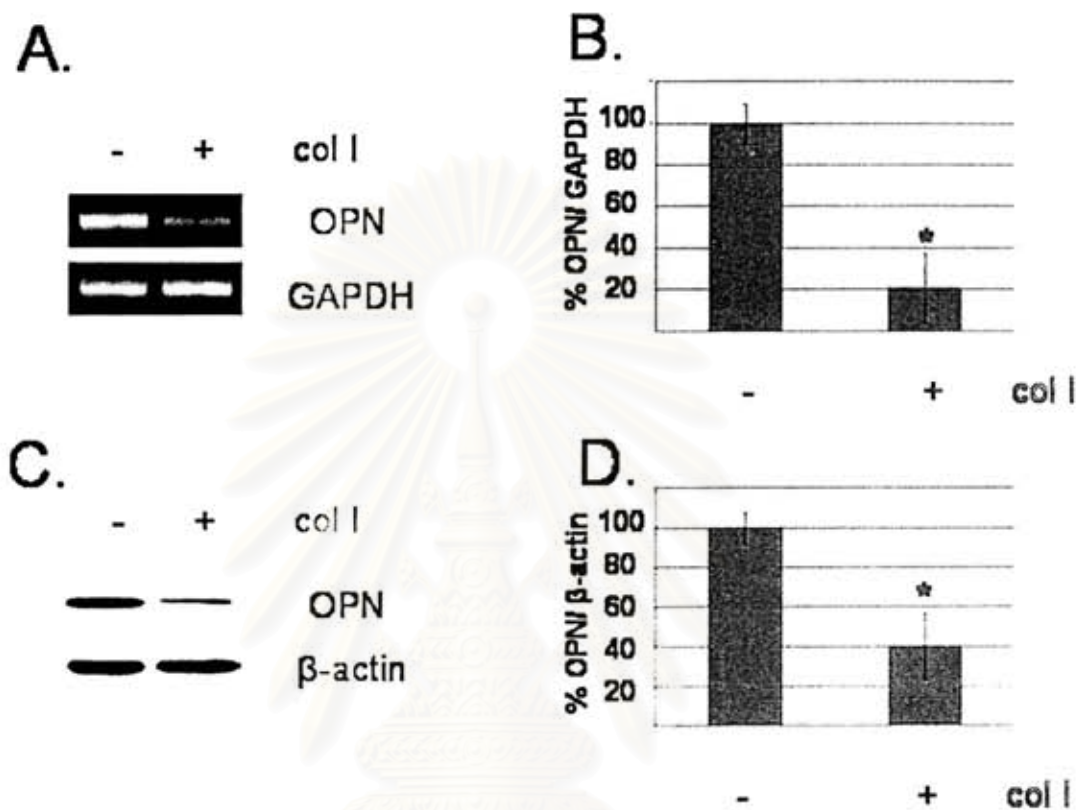 A.
- + col I
OPN
GAPDH
B.
% OPN/ GAPDH
100
80
60
40
20
*
- + col I
C.
- + col I
OPN
β-actin
D.
% OPN/ β-actin
100
80
60
40
20
*
- + col I